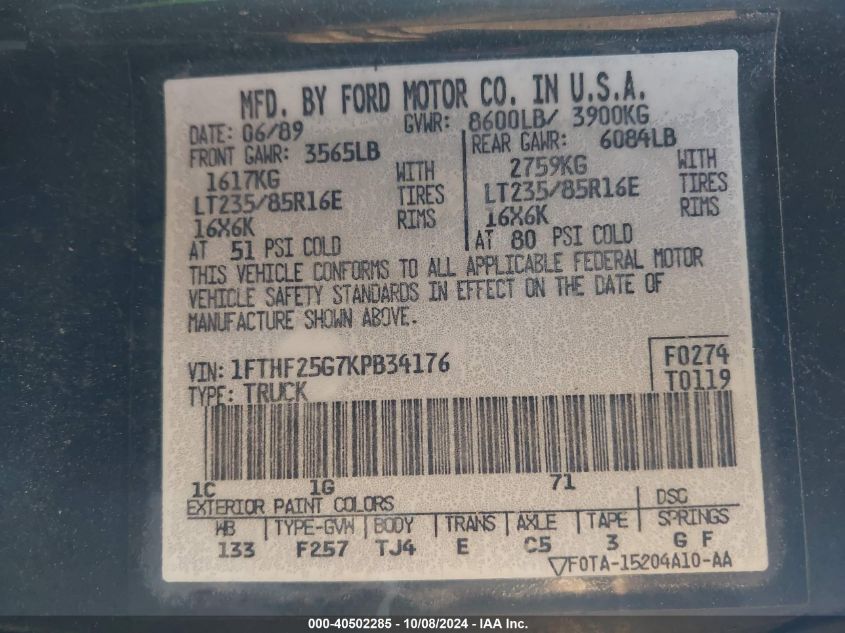 MFD. BY FORD MOTOR CO. IN U.S.A.
DATE: 06/89 GVWR: 8600LB/ 3900KG
FRONT GAWR: 3565LB REAR GAWR: 6084LB
1617KG WITH 2759KG WITH
LT235/85R16E TIRES LT235/85R16E TIRES
16X6K RIMS 16X6K RIMS
AT 51 PSI COLD AT 80 PSI COLD
THIS VEHICLE CONFORMS TO ALL APPLICABLE FEDERAL MOTOR
VEHICLE SAFETY STANDARDS IN EFFECT ON THE DATE OF
MANUFACTURE SHOWN ABOVE.
VIN: 1FTHF25G7KPB34176 F0274
TYPE: TRUCK T0119
1C 1G 71
EXTERIOR PAINT COLORS DSO
WB TYPE-GVW BODY TRANS AXLE TAPE SPRINGS
133 F257 TJ4 E C5 3 G F
F0TA-15204A10-AA
000-40502285 - 10/08/2024 - IAA Inc.